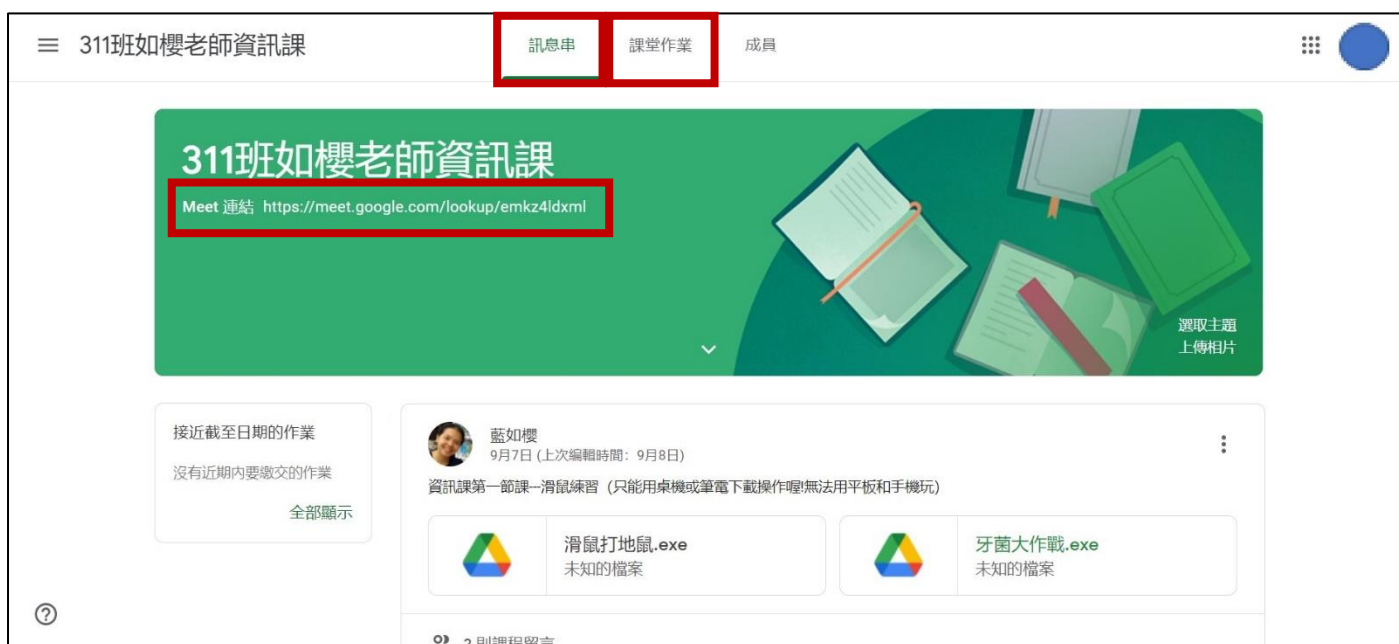 311班如櫻老師資訊課
訊息串
課堂作業
成員
311班如櫻老師資訊課
Meet 連結 https://meet.google.com/lookup/emkz4ldxml
選取主題
上傳相片
接近截至日期的作業
沒有近期內要繳交的作業
全部顯示
藍如櫻
9月7日 (上次編輯時間：9月8日)
資訊課第一節課---滑鼠練習（只能用桌機或筆電下載操作喔!無法用平板和手機玩）
滑鼠打地鼠.exe
未知的檔案
牙菌大作戰.exe
未知的檔案
3 則課程留言